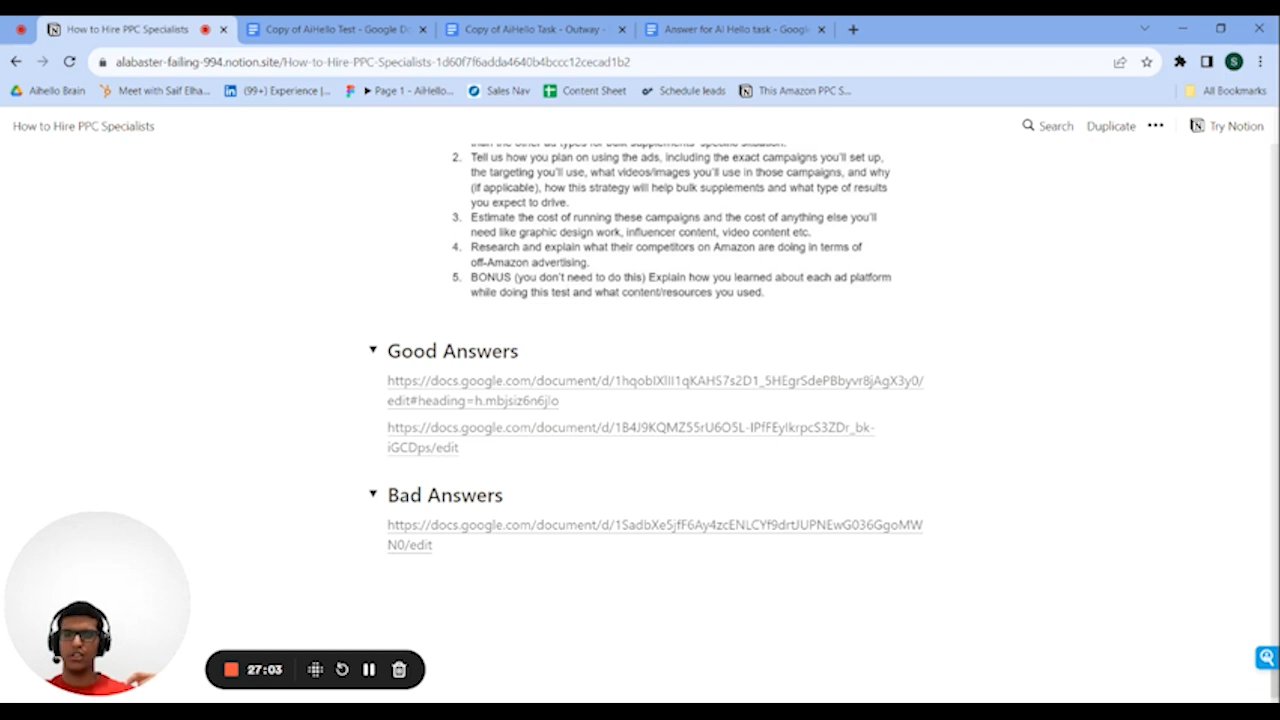 How to Hire PPC Specialists
Copy of AiHello Test - Google D
Copy of AiHello Task - Outway -
Answer for Ai Hello task - Googl
alabaster-failing-994.notion.site/How-to-Hire-PPC-Specialists-1d60f7f6adda4640b4bccc12cecad1b2
S
Aihello Brain
Meet with Saif Elha...
(99+) Experience |...
Page 1 - AiHello...
Sales Nav
Content Sheet
Schedule leads
This Amazon PPC S...
All Bookmarks
How to Hire PPC Specialists
Search
Duplicate
Try Notion
than the other ad types for bulk supplements' specific situation.
2. Tell us how you plan on using the ads, including the exact campaigns you'll set up,
the targeting you'll use, what videos/images you'll use in those campaigns, and why
(if applicable), how this strategy will help bulk supplements and what type of results
you expect to drive.
3. Estimate the cost of running these campaigns and the cost of anything else you'll
need like graphic design work, influencer content, video content etc.
4. Research and explain what their competitors on Amazon are doing in terms of
off-Amazon advertising.
5. BONUS (you don't need to do this) Explain how you learned about each ad platform
while doing this test and what content/resources you used.
Good Answers
https://docs.google.com/document/d/1hqobIXlII1qKAHS7s2D1_5HEgrSdePBbyvr8jAgX3y0/
edit#heading=h.mbjsiz6n6jlo
https://docs.google.com/document/d/1B4J9KQMZ55rU6O5L-IPfFEyIkrpcS3ZDr_bk-
iGCDps/edit
Bad Answers
https://docs.google.com/document/d/1SadbXe5jfF6Ay4zcENLCYf9drtJUPNEwG036GgoMW
N0/edit
27:03